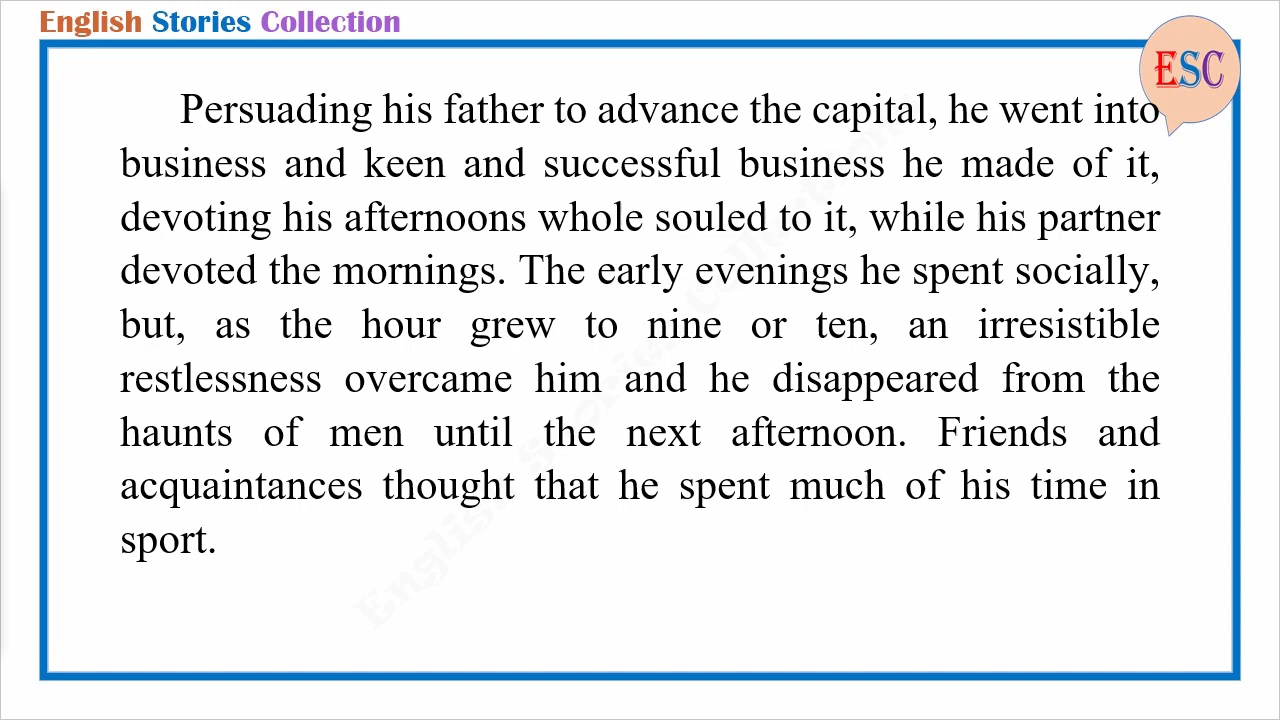 English Stories Collection
ESC
Persuading his father to advance the capital, he went into
business and keen and successful business he made of it,
devoting his afternoons whole souled to it, while his partner
devoted the mornings. The early evenings he spent socially,
but, as the hour grew to nine or ten, an irresistible
restlessness overcame him and he disappeared from the
haunts of men until the next afternoon. Friends and
acquaintances thought that he spent much of his time in
sport.
English Stories Collection